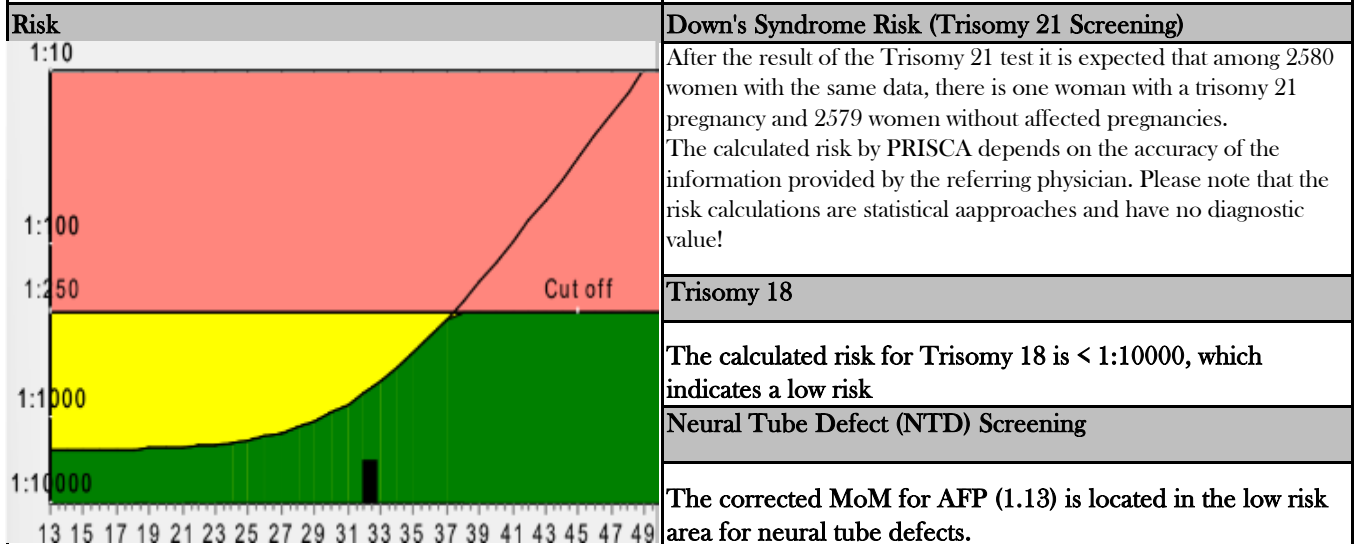 Risk
1:10
1:100
1:250
Cut off
1:1000
1:10000
13 15 17 19 21 23 25 27 29 31 33 35 37 39 41 43 45 47 49
Down's Syndrome Risk (Trisomy 21 Screening)
After the result of the Trisomy 21 test it is expected that among 2580
women with the same data, there is one woman with a trisomy 21
pregnancy and 2579 women without affected pregnancies.
The calculated risk by PRISCA depends on the accuracy of the
information provided by the referring physician. Please note that the
risk calculations are statistical aapproaches and have no diagnostic
value!
Trisomy 18
The calculated risk for Trisomy 18 is < 1:10000, which
indicates a low risk
Neural Tube Defect (NTD) Screening
The corrected MoM for AFP (1.13) is located in the low risk
area for neural tube defects.